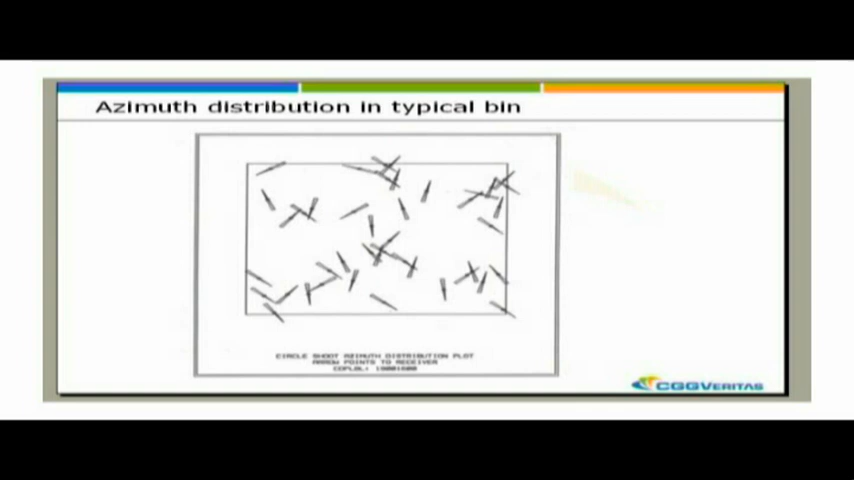 Azimuth distribution in typical bin
CIRCLE SHOOT AZIMUTH DISTRIBUTION PLOT
ARROW POINTS TO RECEIVER
CGGVERITAS